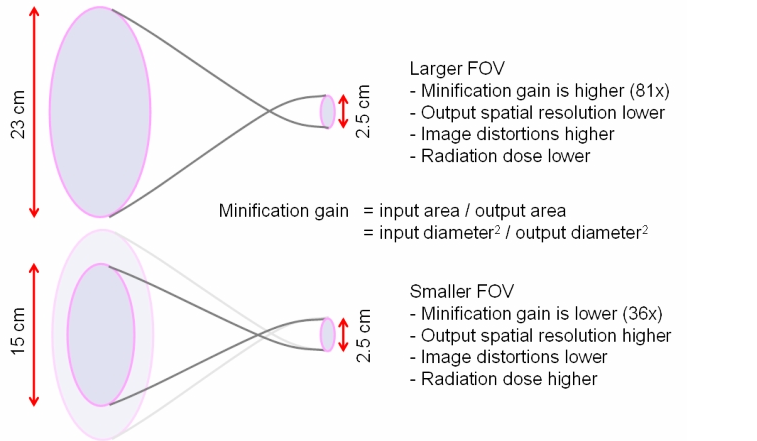 23 cm
2.5 cm
Larger FOV
- Minification gain is higher (81x)
- Output spatial resolution lower
- Image distortions higher
- Radiation dose lower
Minification gain = input area / output area
= input diameter² / output diameter²
15 cm
2.5 cm
Smaller FOV
- Minification gain is lower (36x)
- Output spatial resolution higher
- Image distortions lower
- Radiation dose higher